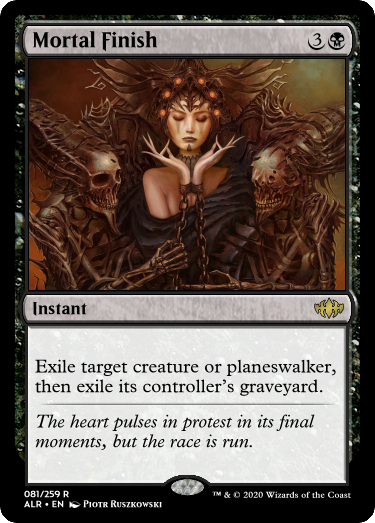 Mortal Finish 3
Instant
Exile target creature or planeswalker,
then exile its controller's graveyard.
The heart pulses in protest in its final
moments, but the race is run.
081/259 R
ALR • EN Piotr Ruszkowski
™ & © 2020 Wizards of the Coast